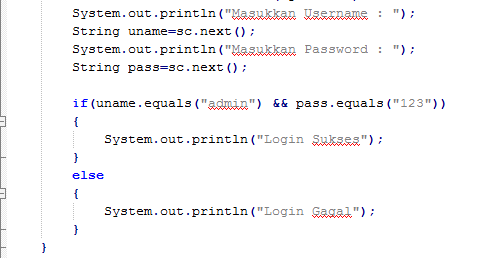 System.out.println("Masukkan Username : ");
String uname=sc.next();
System.out.println("Masukkan Password : ");
String pass=sc.next();
if(uname.equals("admin") && pass.equals("123"))
{
System.out.println("Login Sukses");
}
else
{
System.out.println("Login Gagal");
}
}